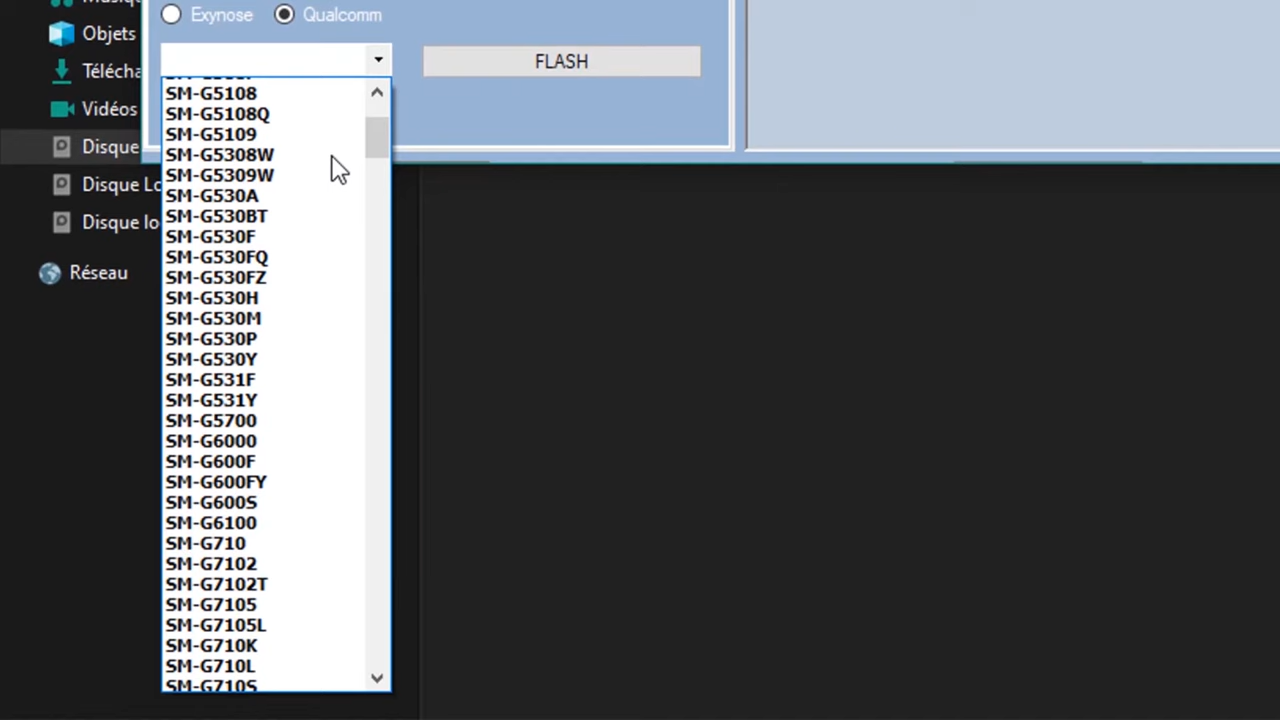 Exynose
Qualcomm
Objets
FLASH
Télécha
Vidéos
Disque
Disque Lo
Disque lo
Réseau
SM-G5108
SM-G5108Q
SM-G5109
SM-G5308W
SM-G5309W
SM-G530A
SM-G530BT
SM-G530F
SM-G530FQ
SM-G530FZ
SM-G530H
SM-G530M
SM-G530P
SM-G530Y
SM-G531F
SM-G531Y
SM-G5700
SM-G6000
SM-G600F
SM-G600FY
SM-G600S
SM-G6100
SM-G710
SM-G7102
SM-G7102T
SM-G7105
SM-G7105L
SM-G710K
SM-G710L
SM-G710S